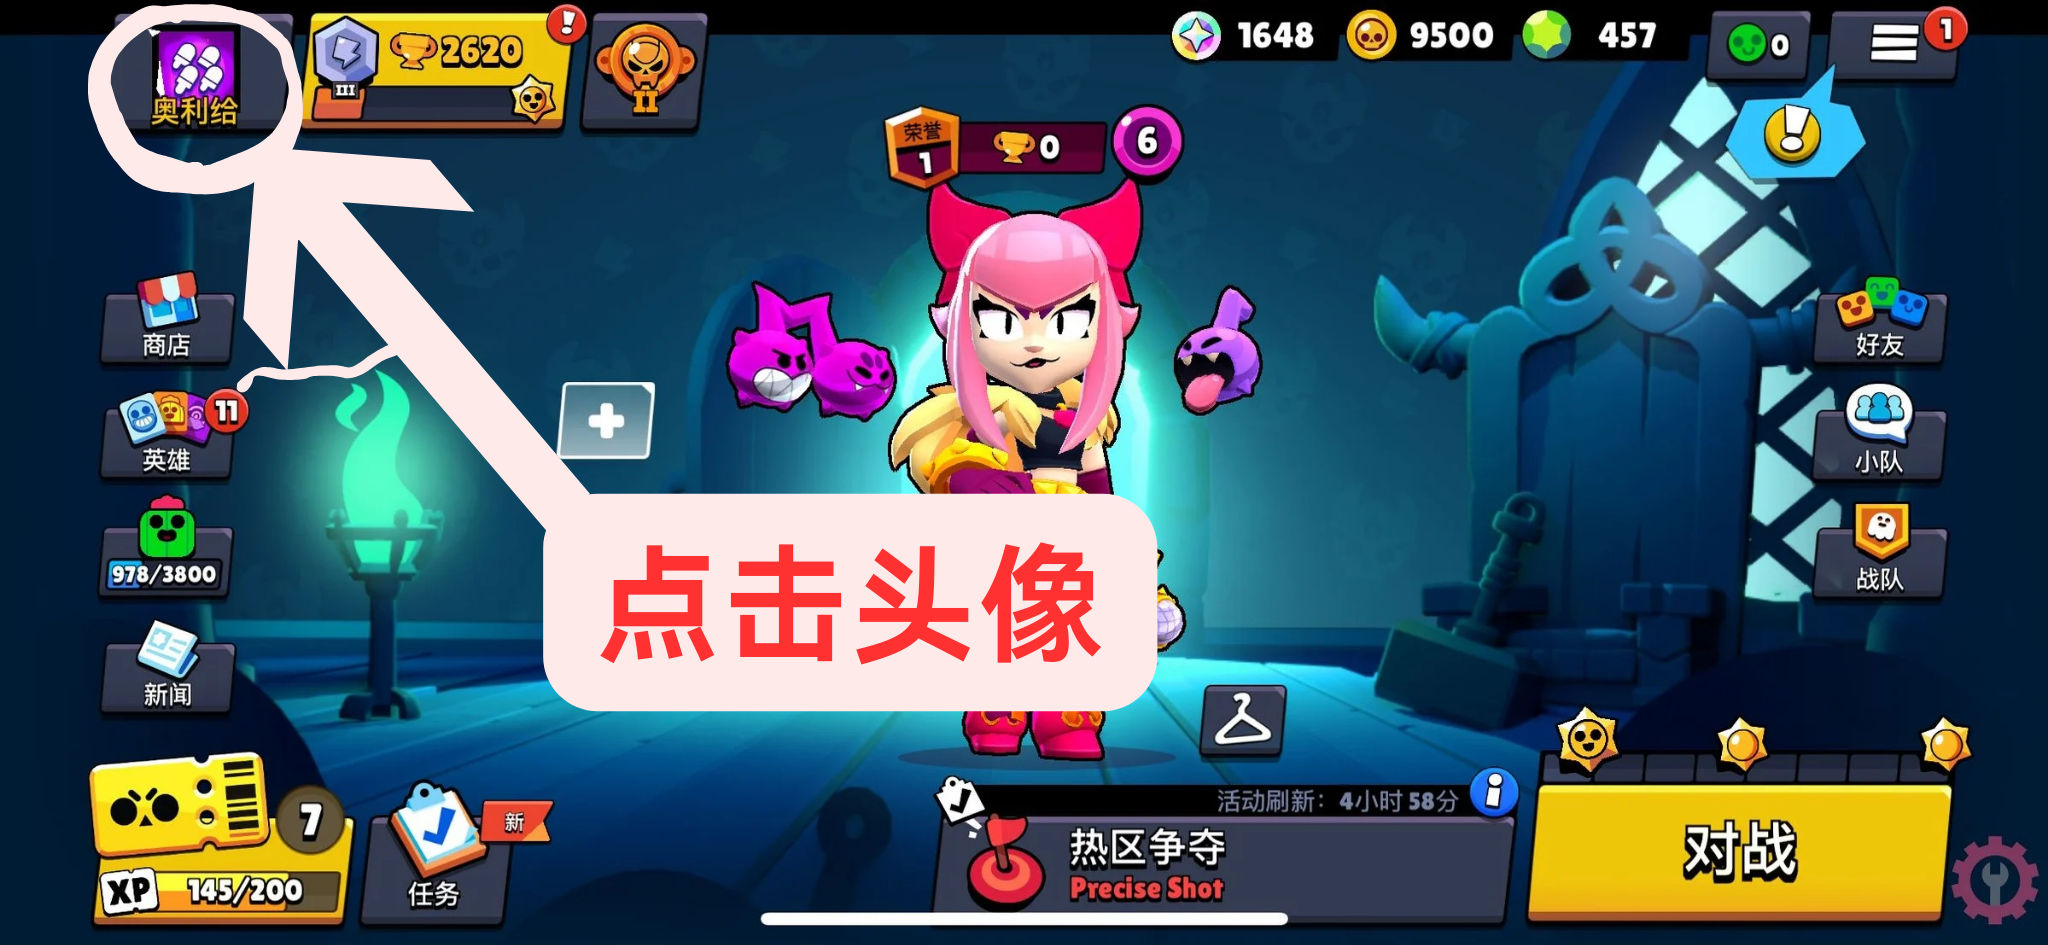 奥利给
III
2620
!
II
1648
9500
457
0
1
荣誉
1
0
6
!
商店
11
英雄
978/3800
新闻
好友
小队
战队
点击头像
7
XP
145/200
新
任务
活动刷新：4小时58分
i
热区争夺
Precise Shot
对战